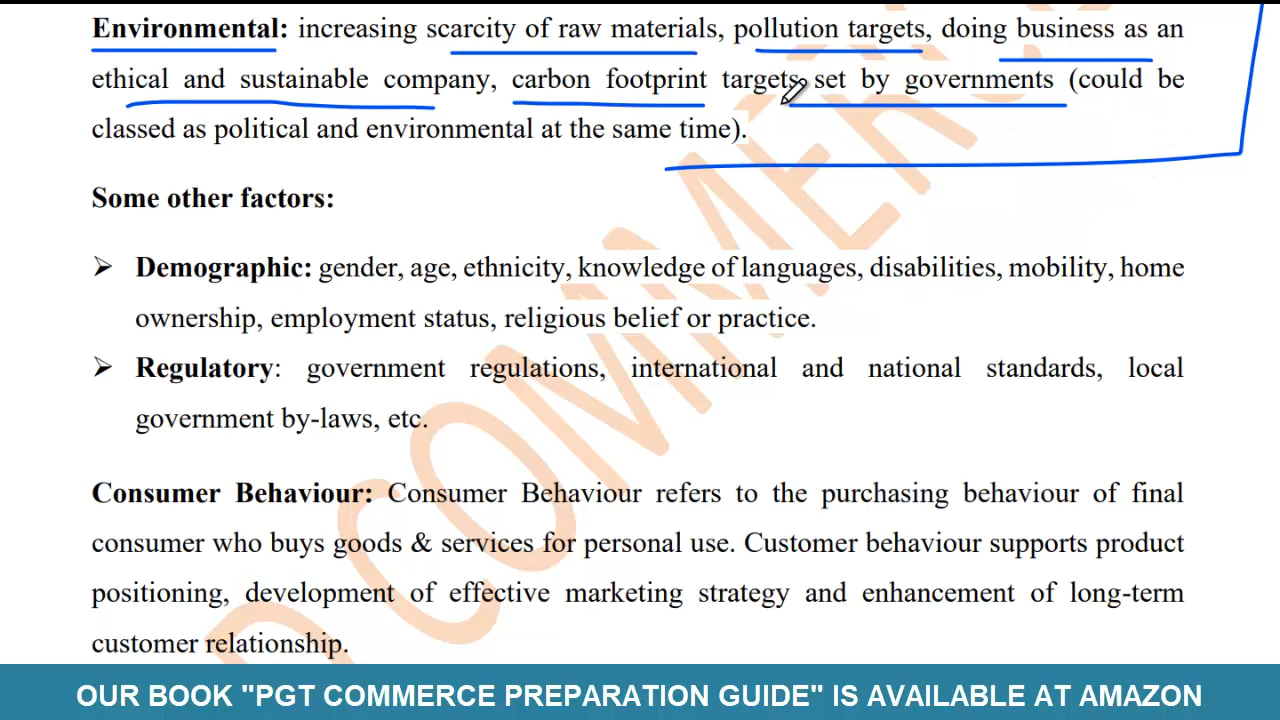 Environmental: increasing scarcity of raw materials, pollution targets, doing business as an
ethical and sustainable company, carbon footprint targets set by governments (could be
classed as political and environmental at the same time).
Some other factors:
➢ Demographic: gender, age, ethnicity, knowledge of languages, disabilities, mobility, home
ownership, employment status, religious belief or practice.
➢ Regulatory: government regulations, international and national standards, local
government by-laws, etc.
Consumer Behaviour: Consumer Behaviour refers to the purchasing behaviour of final
consumer who buys goods & services for personal use. Customer behaviour supports product
positioning, development of effective marketing strategy and enhancement of long-term
customer relationship.
D COMMERC
OUR BOOK "PGT COMMERCE PREPARATION GUIDE" IS AVAILABLE AT AMAZON